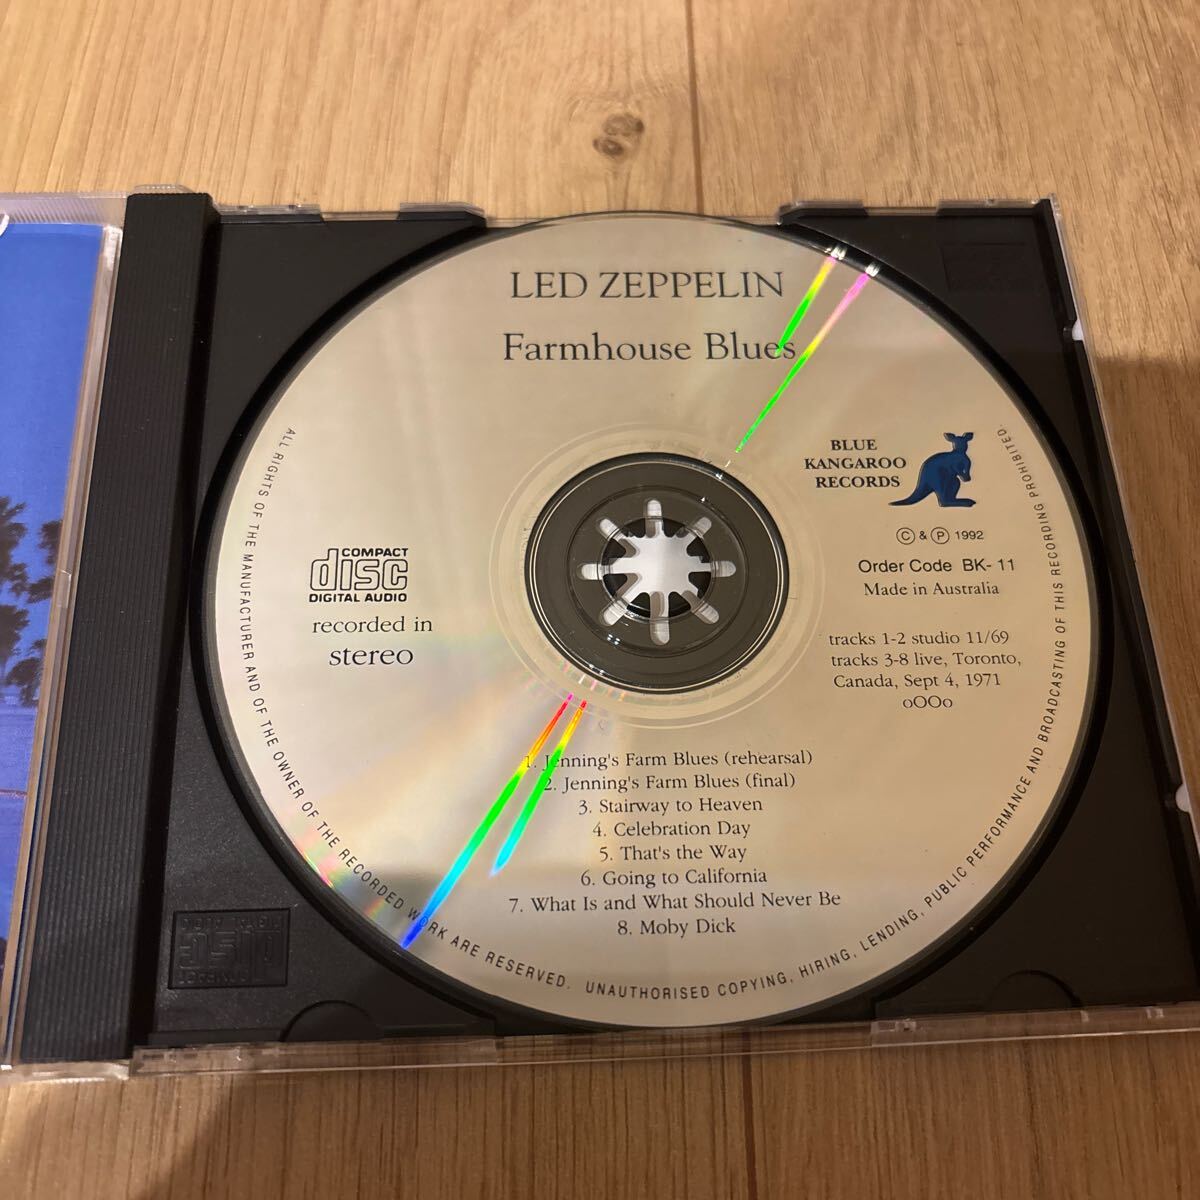 LED ZEPPELIN
Farmhouse Blues
BLUE
KANGAROO
RECORDS
© & ℗ 1992
Order Code BK- 11
Made in Australia
COMPACT
disc
DIGITAL AUDIO
recorded in
stereo
tracks 1-2 studio 11/69
tracks 3-8 live, Toronto,
Canada, Sept 4, 1971
oOOo
1. Jenning's Farm Blues (rehearsal)
2. Jenning's Farm Blues (final)
3. Stairway to Heaven
4. Celebration Day
5. That's the Way
6. Going to California
7. What Is and What Should Never Be
8. Moby Dick
ALL RIGHTS OF THE MANUFACTURER AND OF THE OWNER OF THE RECORDED WORK ARE RESERVED. UNAUTHORISED COPYING, HIRING, LENDING, PUBLIC PERFORMANCE AND BROADCASTING OF THIS RECORDING PROHIBITED.